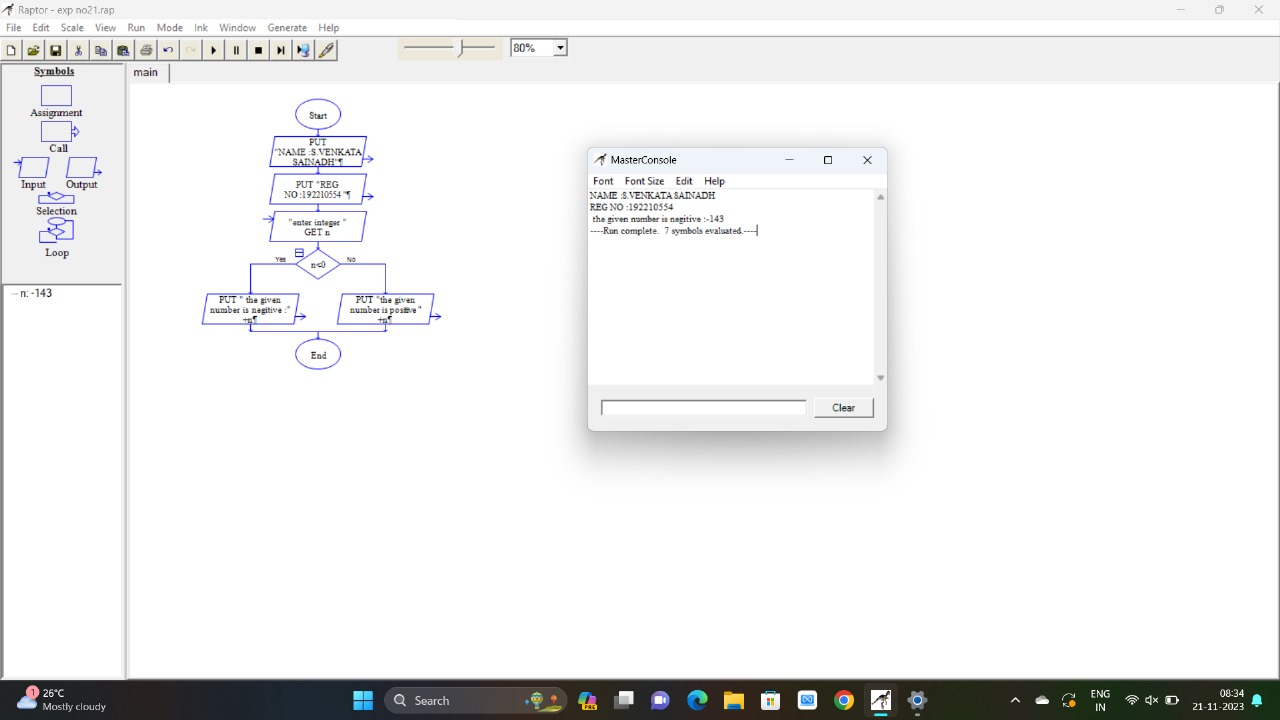 Raptor - exp no21.rap
File Edit Scale View Run Mode Ink Window Generate Help
80%
Symbols
Assignment
Call
Input Output
Selection
Loop
n: -143
main
Start
PUT
"NAME :S.VENKATA
SAINADH"¶
PUT "REG
NO :192210554 "¶
"enter integer "
GET n
Yes
n<0
No
PUT " the given
number is negitive :"
+n¶
PUT "the given
number is positive "
+n¶
End
MasterConsole
Font Font Size Edit Help
NAME :S.VENKATA SAINADH
REG NO :192210554
the given number is negitive :-143
----Run complete. 7 symbols evaluated.----
Clear
1
26°C
Mostly cloudy
Search
PRE
ENG
IN
08:34
21-11-2023